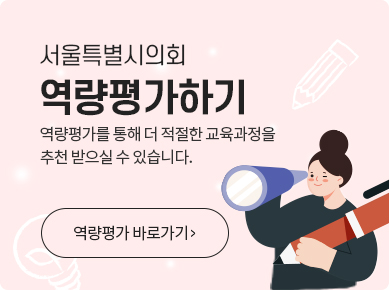 서울특별시의회
역량평가하기
역량평가를 통해 더 적절한 교육과정을
추천 받으실 수 있습니다.
역량평가 바로가기>